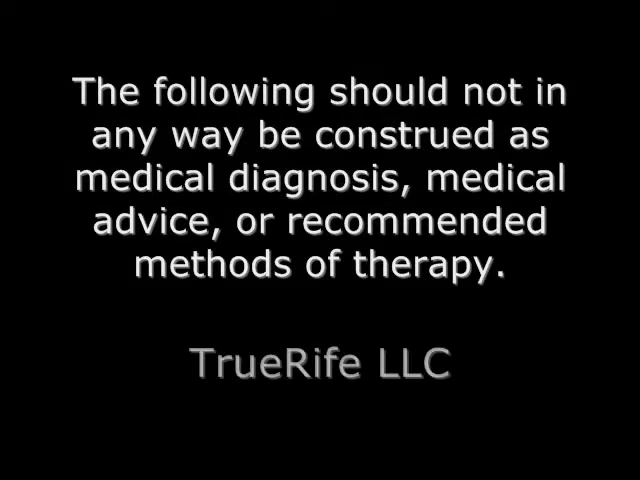 The following should not in
any way be construed as
medical diagnosis, medical
advice, or recommended
methods of therapy.
TrueRife LLC